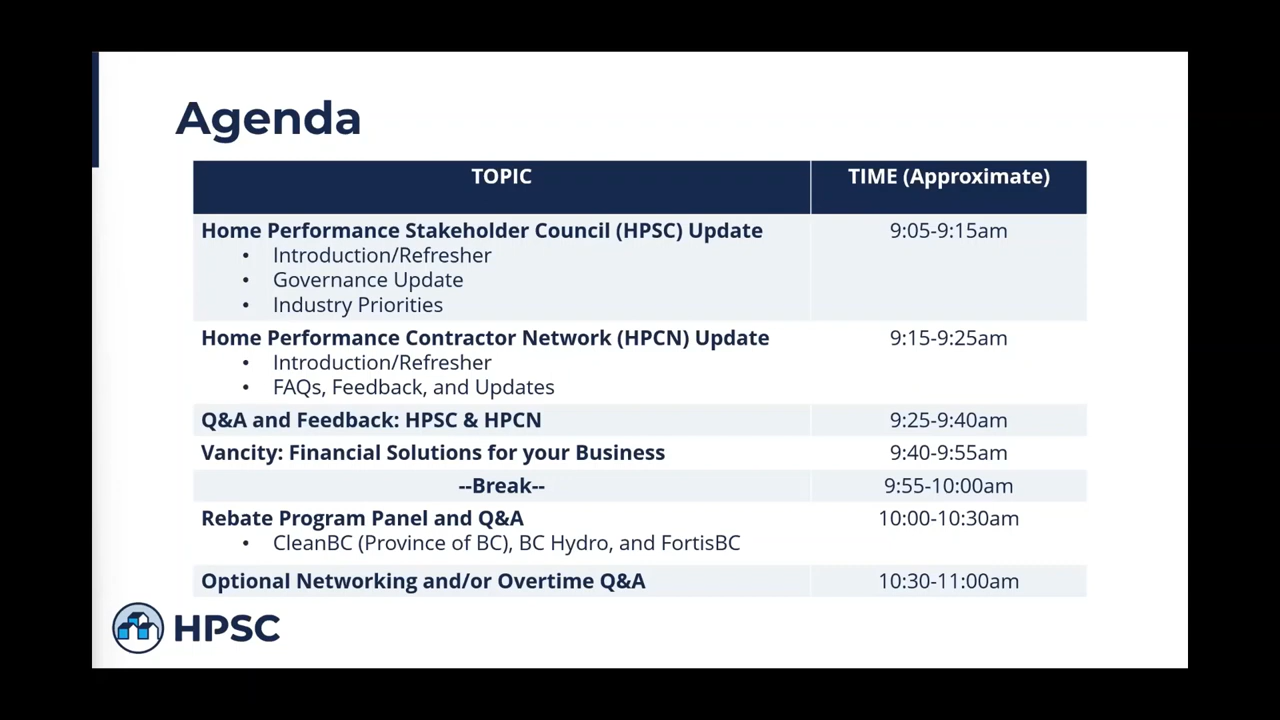 Agenda
TOPIC
TIME (Approximate)
Home Performance Stakeholder Council (HPSC) Update
9:05-9:15am
• Introduction/Refresher
• Governance Update
• Industry Priorities
Home Performance Contractor Network (HPCN) Update
9:15-9:25am
• Introduction/Refresher
• FAQs, Feedback, and Updates
Q&A and Feedback: HPSC & HPCN
9:25-9:40am
Vancity: Financial Solutions for your Business
9:40-9:55am
--Break--
9:55-10:00am
Rebate Program Panel and Q&A
10:00-10:30am
• CleanBC (Province of BC), BC Hydro, and FortisBC
Optional Networking and/or Overtime Q&A
10:30-11:00am
HPSC